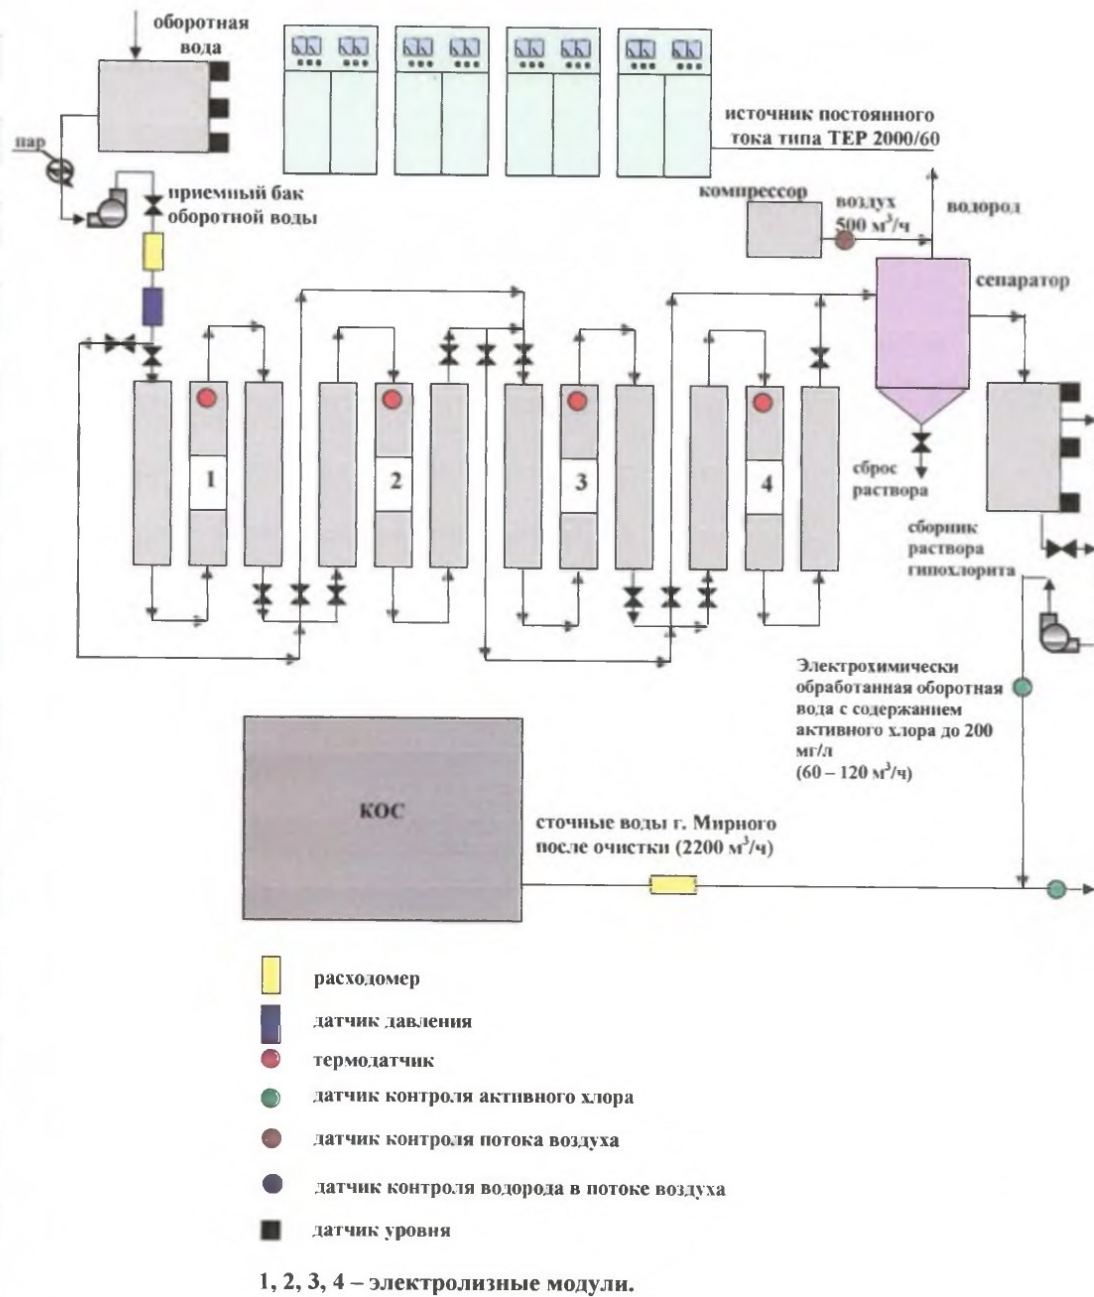 оборотная
вода
пар
приемный бак
оборотной воды
источник постоянного
тока типа ТЕР 2000/60
компрессор
воздух
500 м³/ч
водород
сепаратор
1
2
3
4
сброс
раствора
сборник
раствора
гипохлорита
Электрохимически
обработанная оборотная
вода с содержанием
активного хлора до 200
мг/л
(60 – 120 м³/ч)
КОС
сточные воды г. Мирного
после очистки (2200 м³/ч)
расходомер
датчик давления
термодатчик
датчик контроля активного хлора
датчик контроля потока воздуха
датчик контроля водорода в потоке воздуха
датчик уровня
1, 2, 3, 4 – электролизные модули.